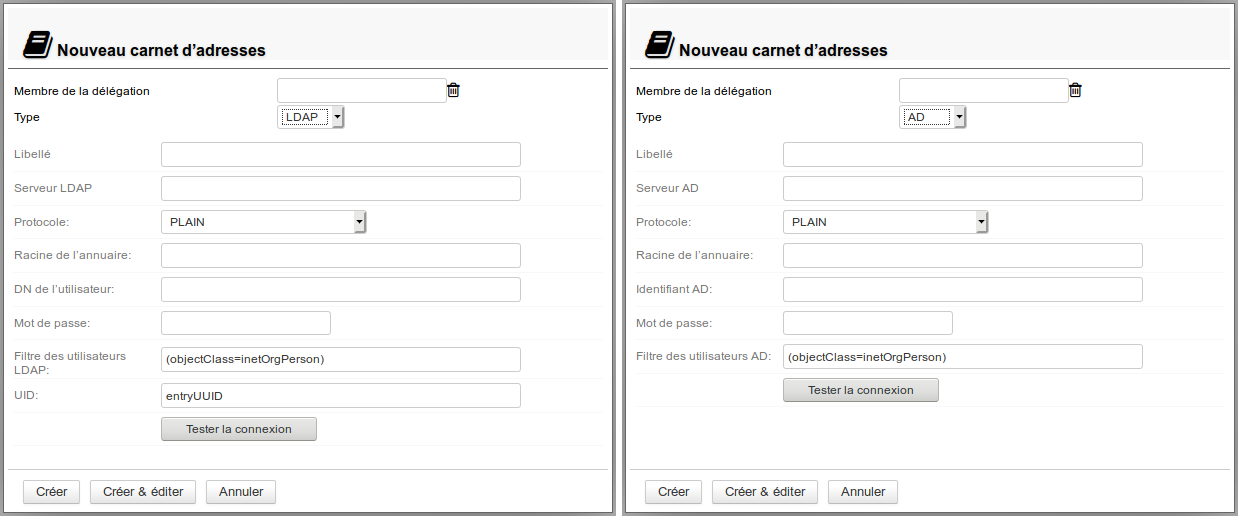 Nouveau carnet d’adresses
Membre de la délégation
Type LDAP
Libellé
Serveur LDAP
Protocole: PLAIN
Racine de l’annuaire:
DN de l’utilisateur:
Mot de passe:
Filtre des utilisateurs
LDAP: (objectClass=inetOrgPerson)
UID: entryUUID
Tester la connexion
Créer Créer & éditer Annuler
Nouveau carnet d’adresses
Membre de la délégation
Type AD
Libellé
Serveur AD
Protocole: PLAIN
Racine de l’annuaire:
Identifiant AD:
Mot de passe:
Filtre des utilisateurs AD: (objectClass=inetOrgPerson)
Tester la connexion
Créer Créer & éditer Annuler